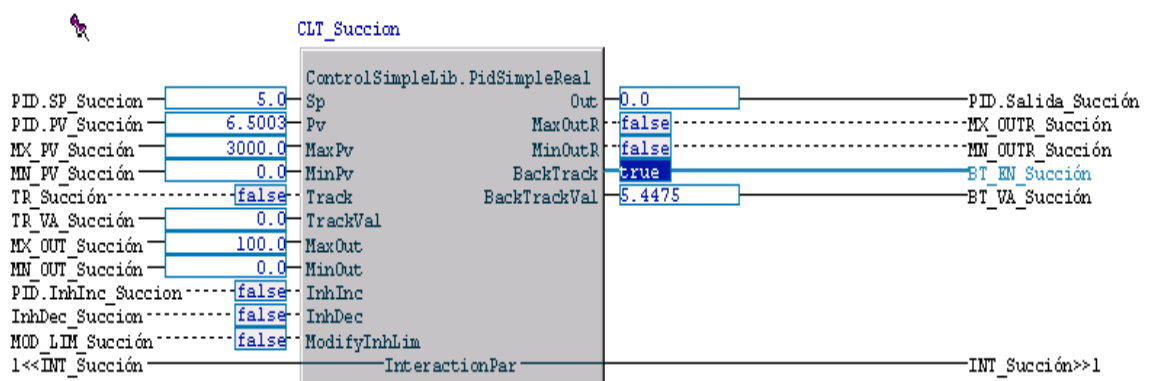 CLT_Succion
ControlSimpleLib.PidSimpleReal
PID.SP_Succion 5.0 Sp Out 0.0 PID.Salida_Succión
PID.PV_Succión 6.5003 Pv MaxOutR false MX_OUTR_Succión
MX_PV_Succión 3000.0 MaxPv MinOutR false MN_OUTR_Succión
MN_PV_Succión 0.0 MinPv BackTrack true BT_EN_Succión
TR_Succión false Track BackTrackVal 5.4475 BT_VA_Succión
TR_VA_Succión 0.0 TrackVal
MX_OUT_Succión 100.0 MaxOut
MN_OUT_Succión 0.0 MinOut
PID.InhInc_Succion false InhInc
InhDec_Succion false InhDec
MOD_LIM_Succión false ModifyInhLim
1<<INT_Succión InteractionPar INT_Succión>>1